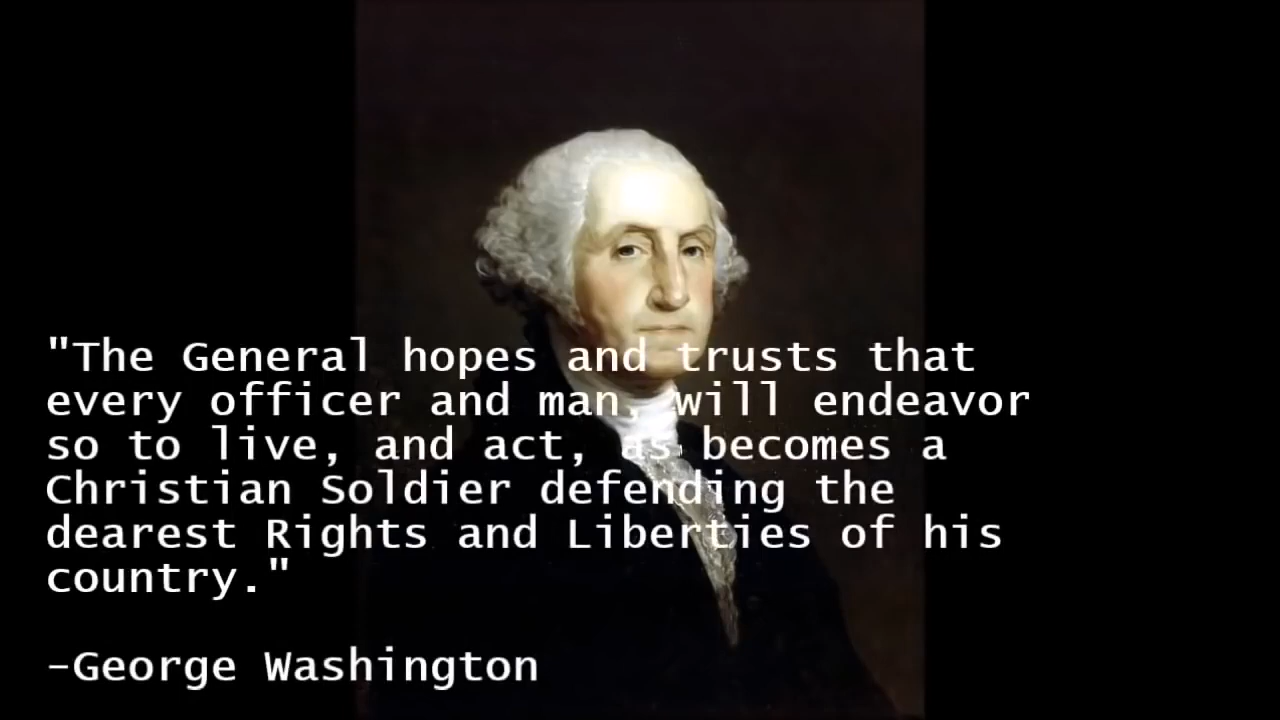 "The General hopes and trusts that
every officer and man, will endeavor
so to live, and act, as becomes a
Christian Soldier defending the
dearest Rights and Liberties of his
country."
-George Washington